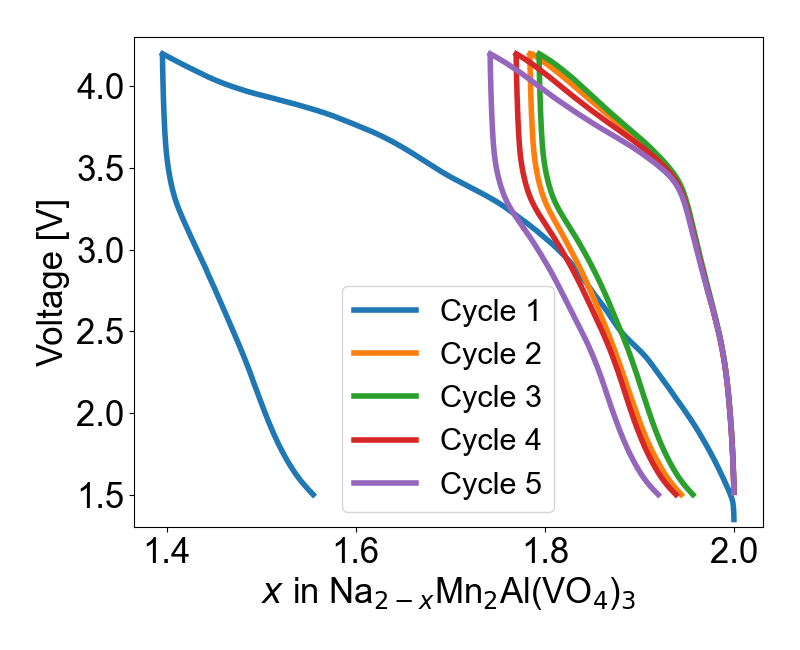 Voltage [V]
4.0
3.5
3.0
2.5
2.0
1.5
Cycle 1
Cycle 2
Cycle 3
Cycle 4
Cycle 5
1.4 1.6 1.8 2.0
x in Na₂₋ₓMn₂Al(VO₄)₃